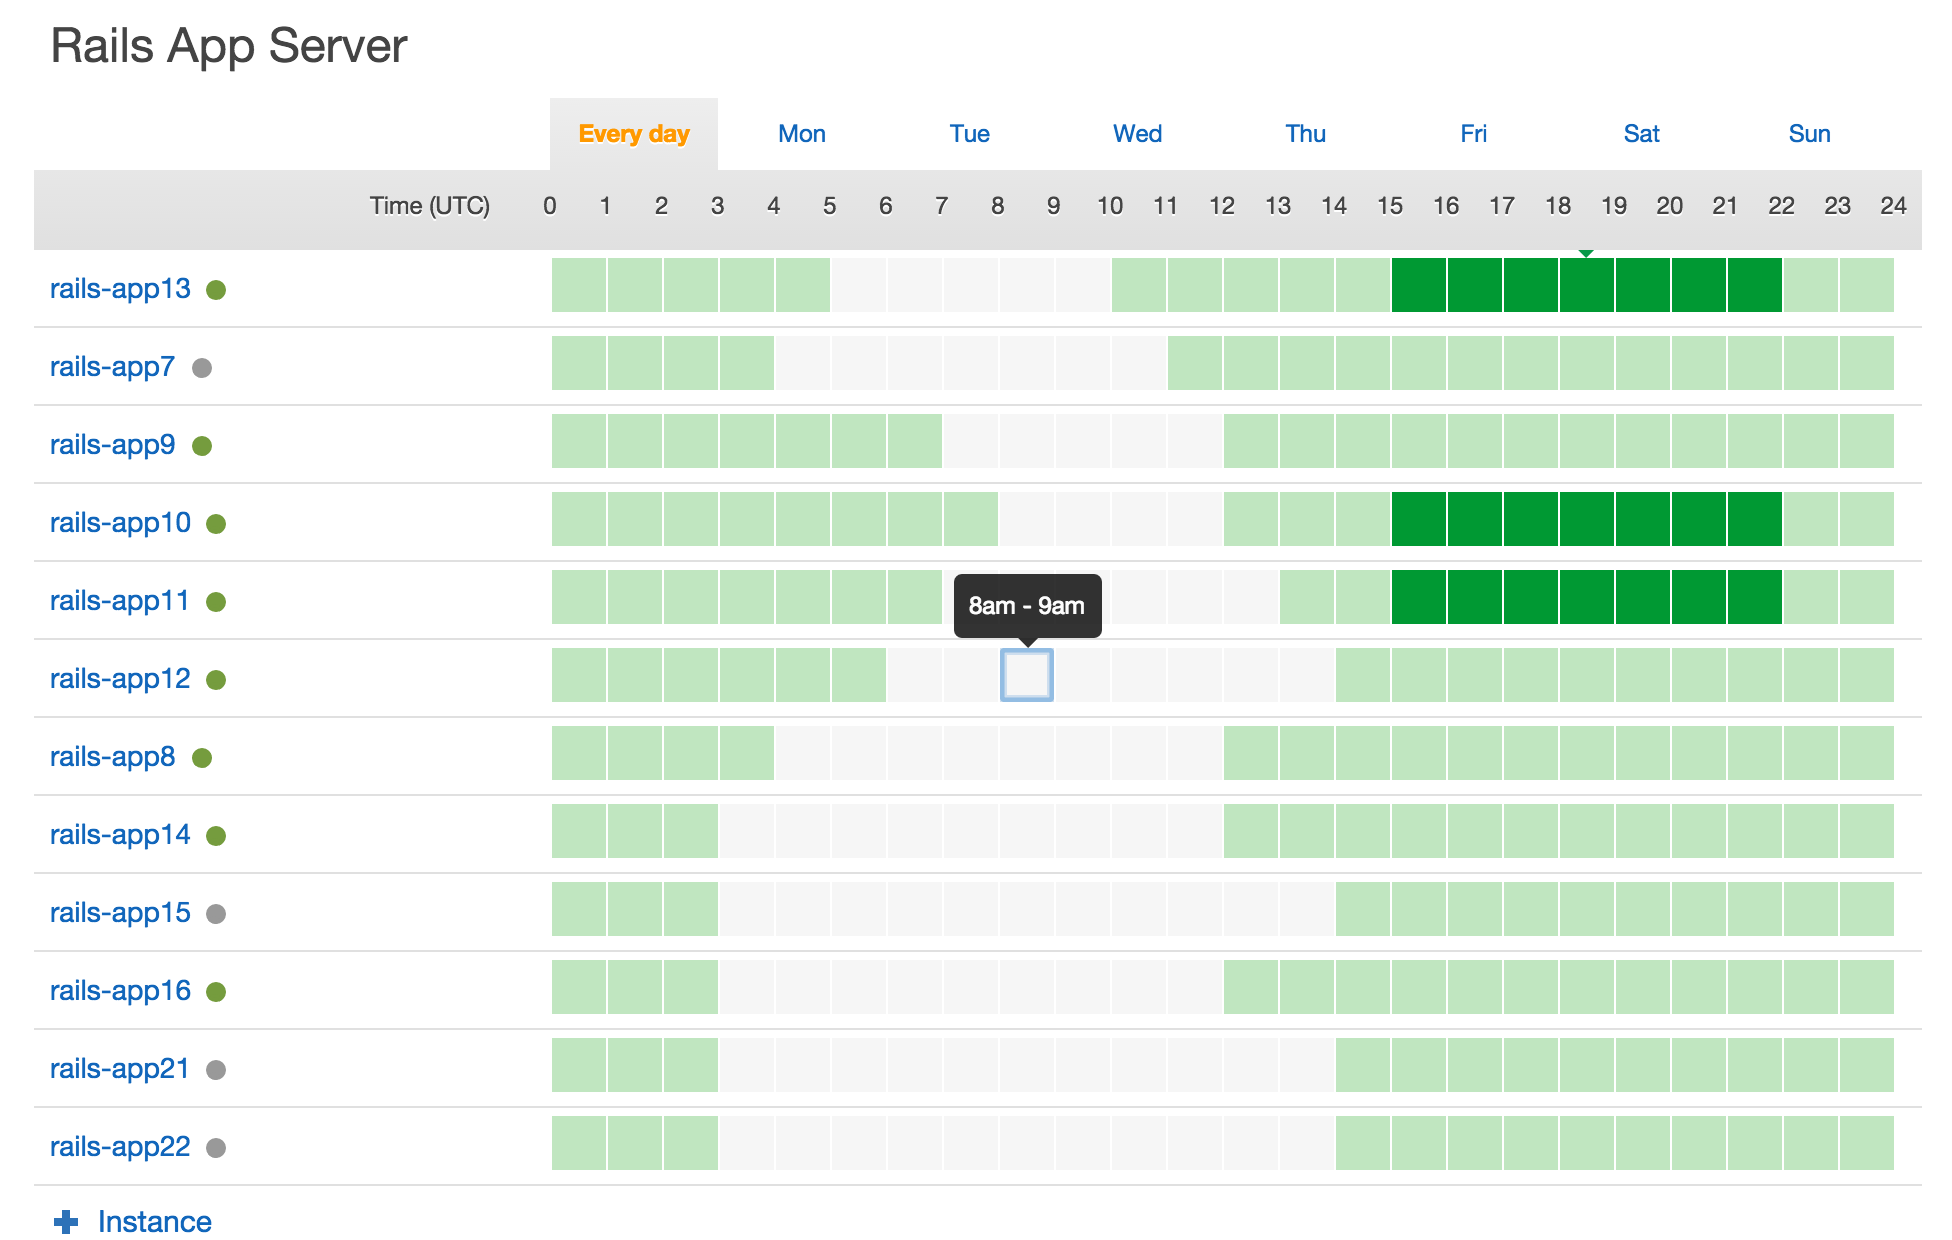 Rails App Server
Every day Mon Tue Wed Thu Fri Sat Sun
Time (UTC) 0 1 2 3 4 5 6 7 8 9 10 11 12 13 14 15 16 17 18 19 20 21 22 23 24
rails-app13
rails-app7
rails-app9
rails-app10
rails-app11
8am - 9am
rails-app12
rails-app8
rails-app14
rails-app15
rails-app16
rails-app21
rails-app22
Instance